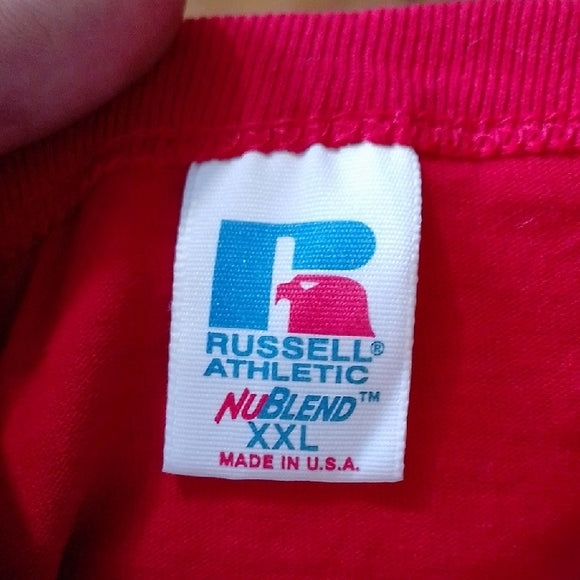 RUSSELL®
ATHLETIC
NUBLEND™
XXL
MADE IN U.S.A.